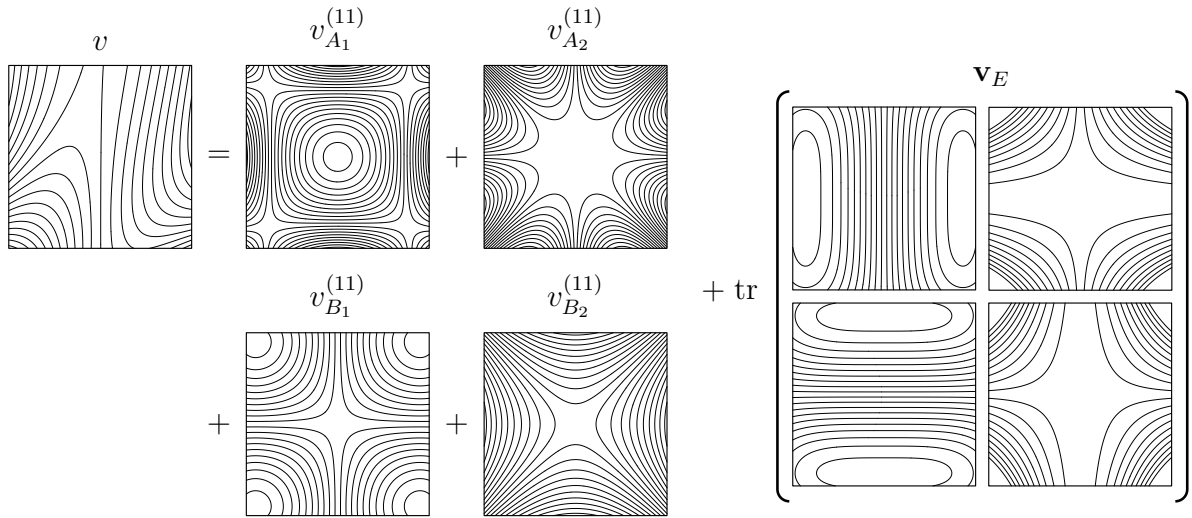 v
=
v_{A_1}^{(11)}
+
v_{A_2}^{(11)}
+
v_{B_1}^{(11)}
+
v_{B_2}^{(11)}
+ tr
v_E